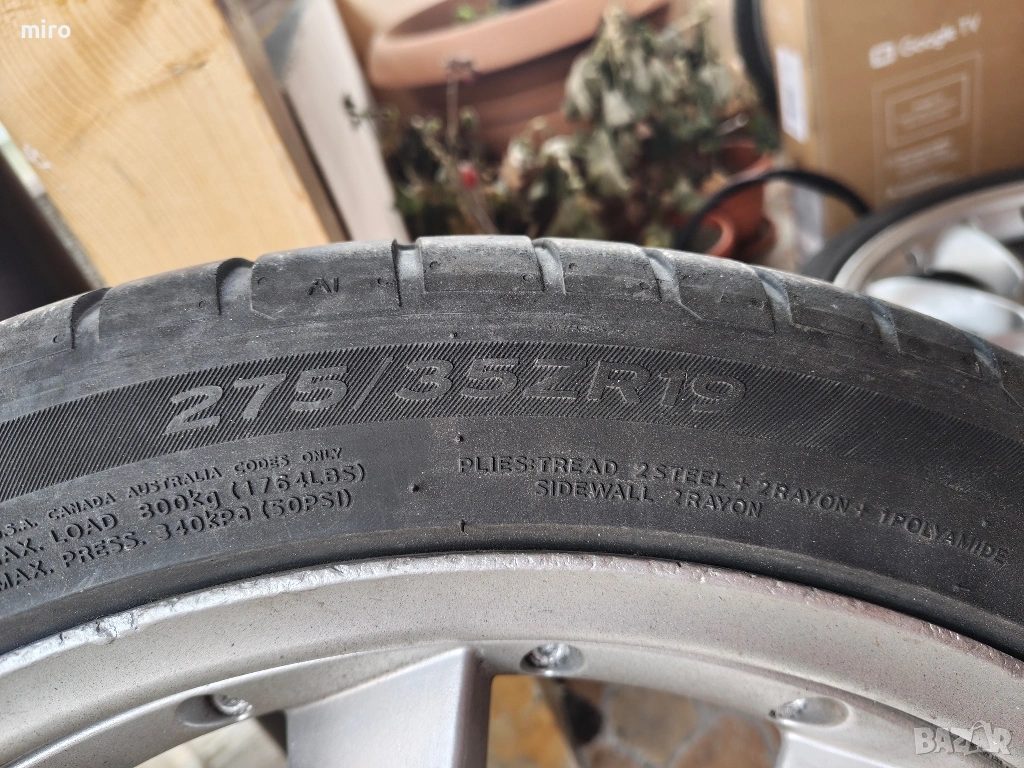 miro
Google TV
AI
275/35ZR19
U.S.A. CANADA AUSTRALIA CODES ONLY
MAX. LOAD 800kg (1764LBS)
MAX. PRESS. 340kPa (50PSI)
PLIES:TREAD 2STEEL + 2RAYON + 1POLYAMIDE
SIDEWALL 2RAYON
BAZAR